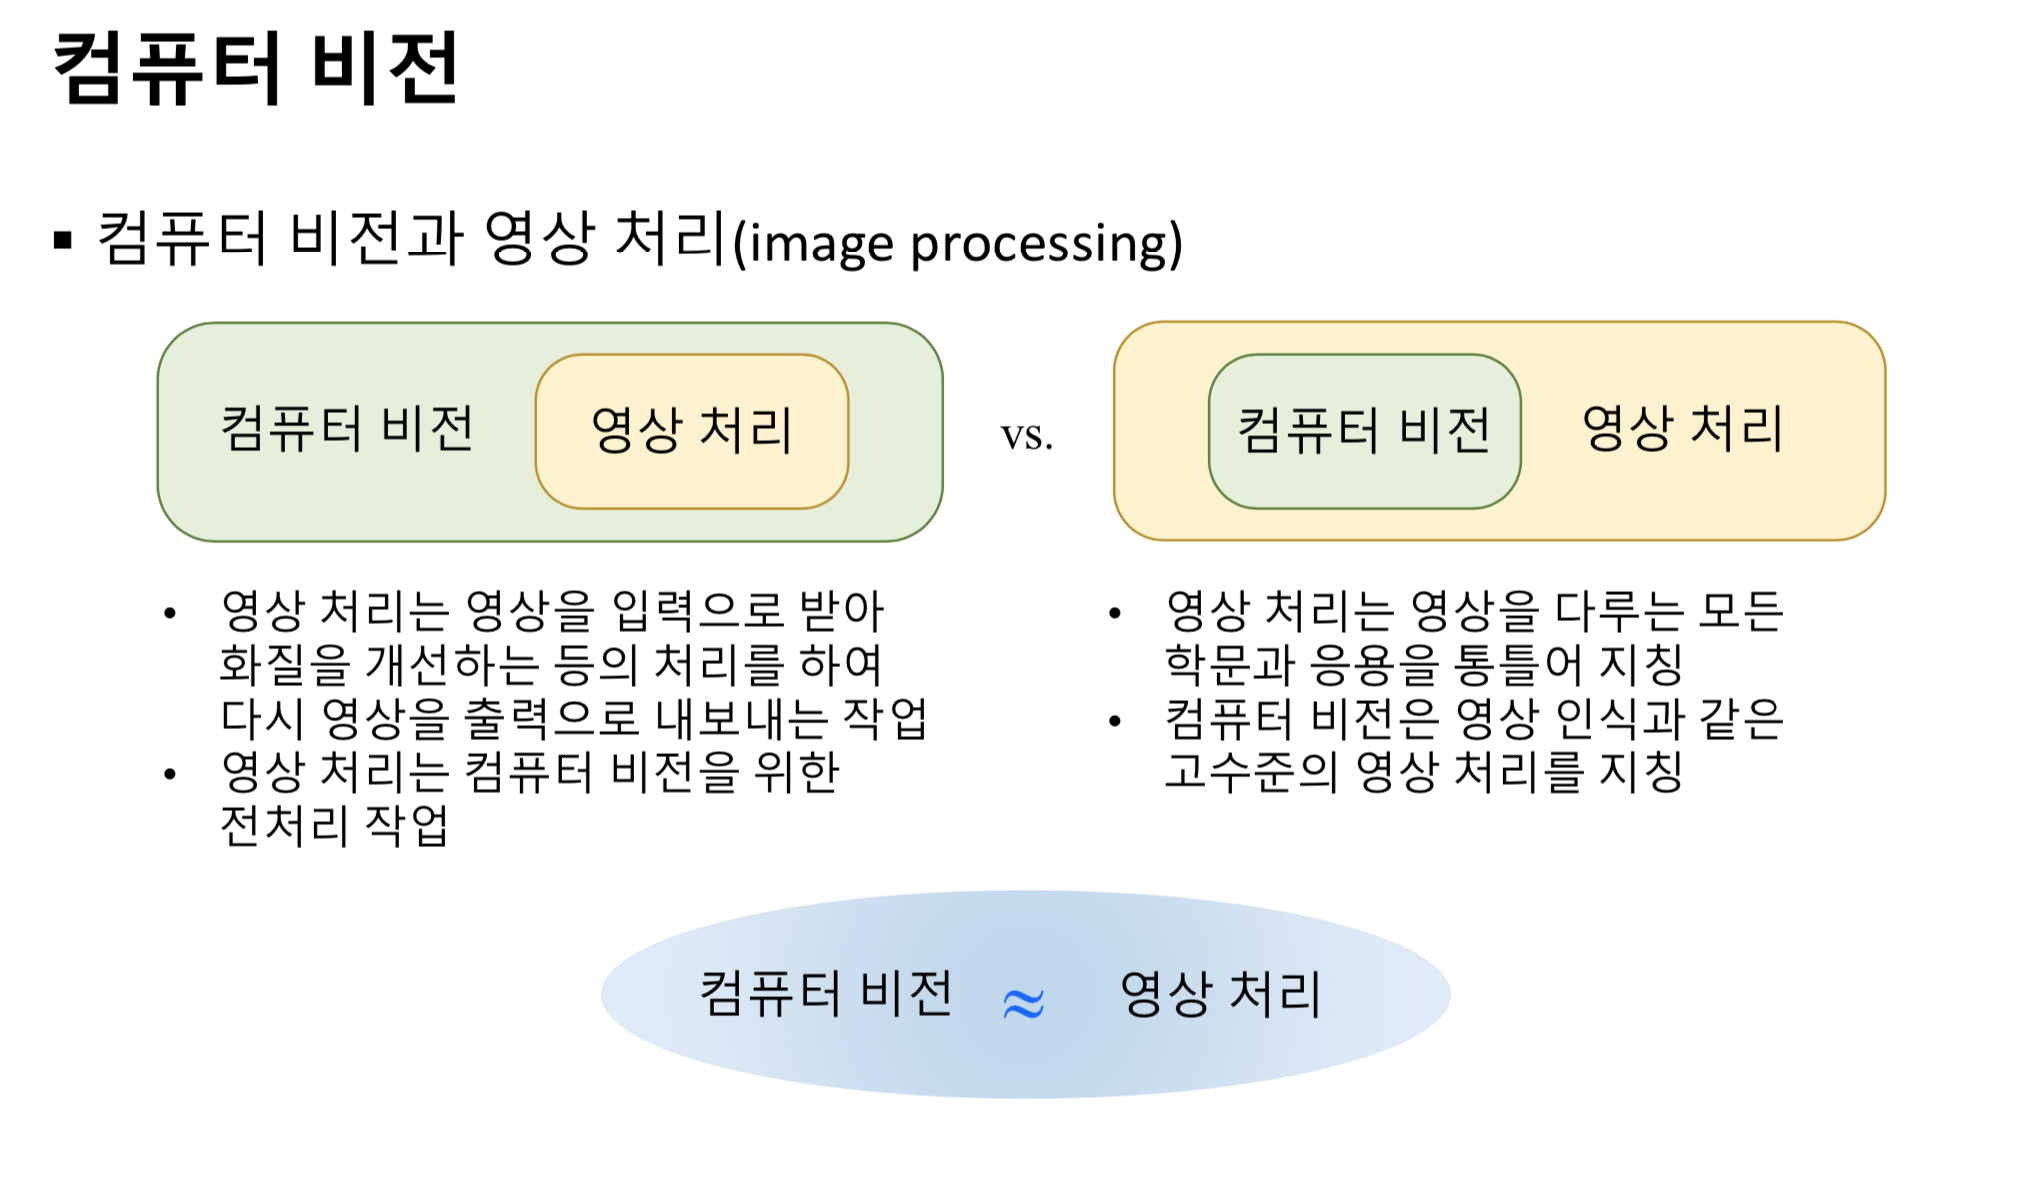 컴퓨터 비전
▪ 컴퓨터 비전과 영상 처리(image processing)
컴퓨터 비전 영상 처리 vs. 컴퓨터 비전 영상 처리
• 영상 처리는 영상을 입력으로 받아
화질을 개선하는 등의 처리를 하여
다시 영상을 출력으로 내보내는 작업
• 영상 처리는 컴퓨터 비전을 위한
전처리 작업
• 영상 처리는 영상을 다루는 모든
학문과 응용을 통틀어 지칭
• 컴퓨터 비전은 영상 인식과 같은
고수준의 영상 처리를 지칭
컴퓨터 비전 ≈ 영상 처리